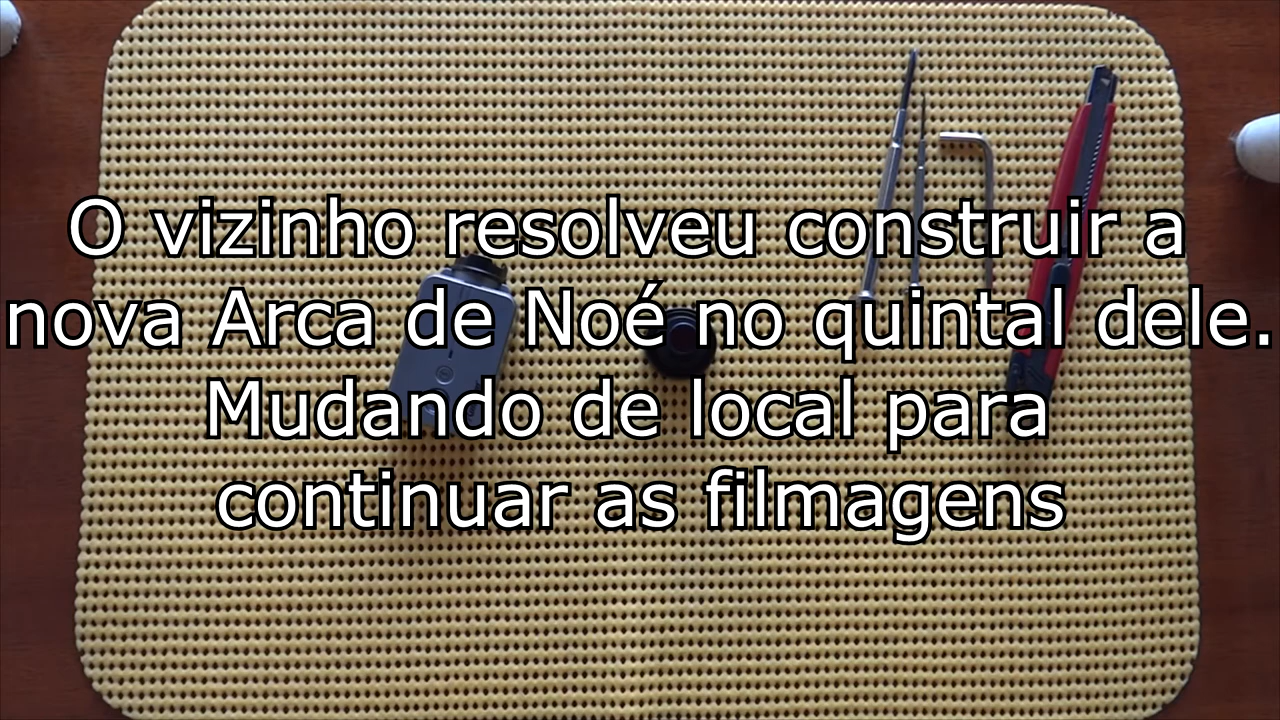 O vizinho resolveu construir a
nova Arca de Noé no quintal dele.
Mudando de local para
continuar as filmagens